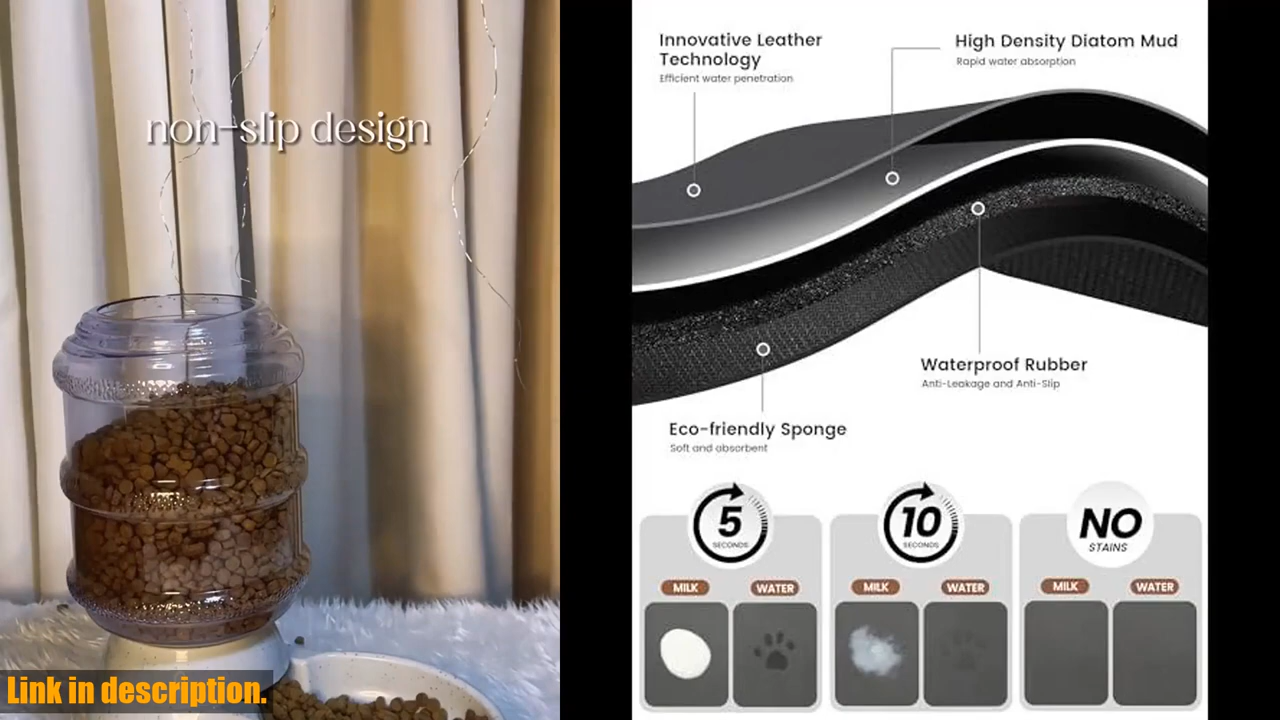 non-slip design
Link in description.
Innovative Leather
Technology
Efficient water penetration
High Density Diatom Mud
Rapid water absorption
Waterproof Rubber
Anti-Leakage and Anti-Slip
Eco-friendly Sponge
Soft and absorbent
5
SECONDS
10
SECONDS
NO
STAINS
MILK
WATER
MILK
WATER
MILK
WATER